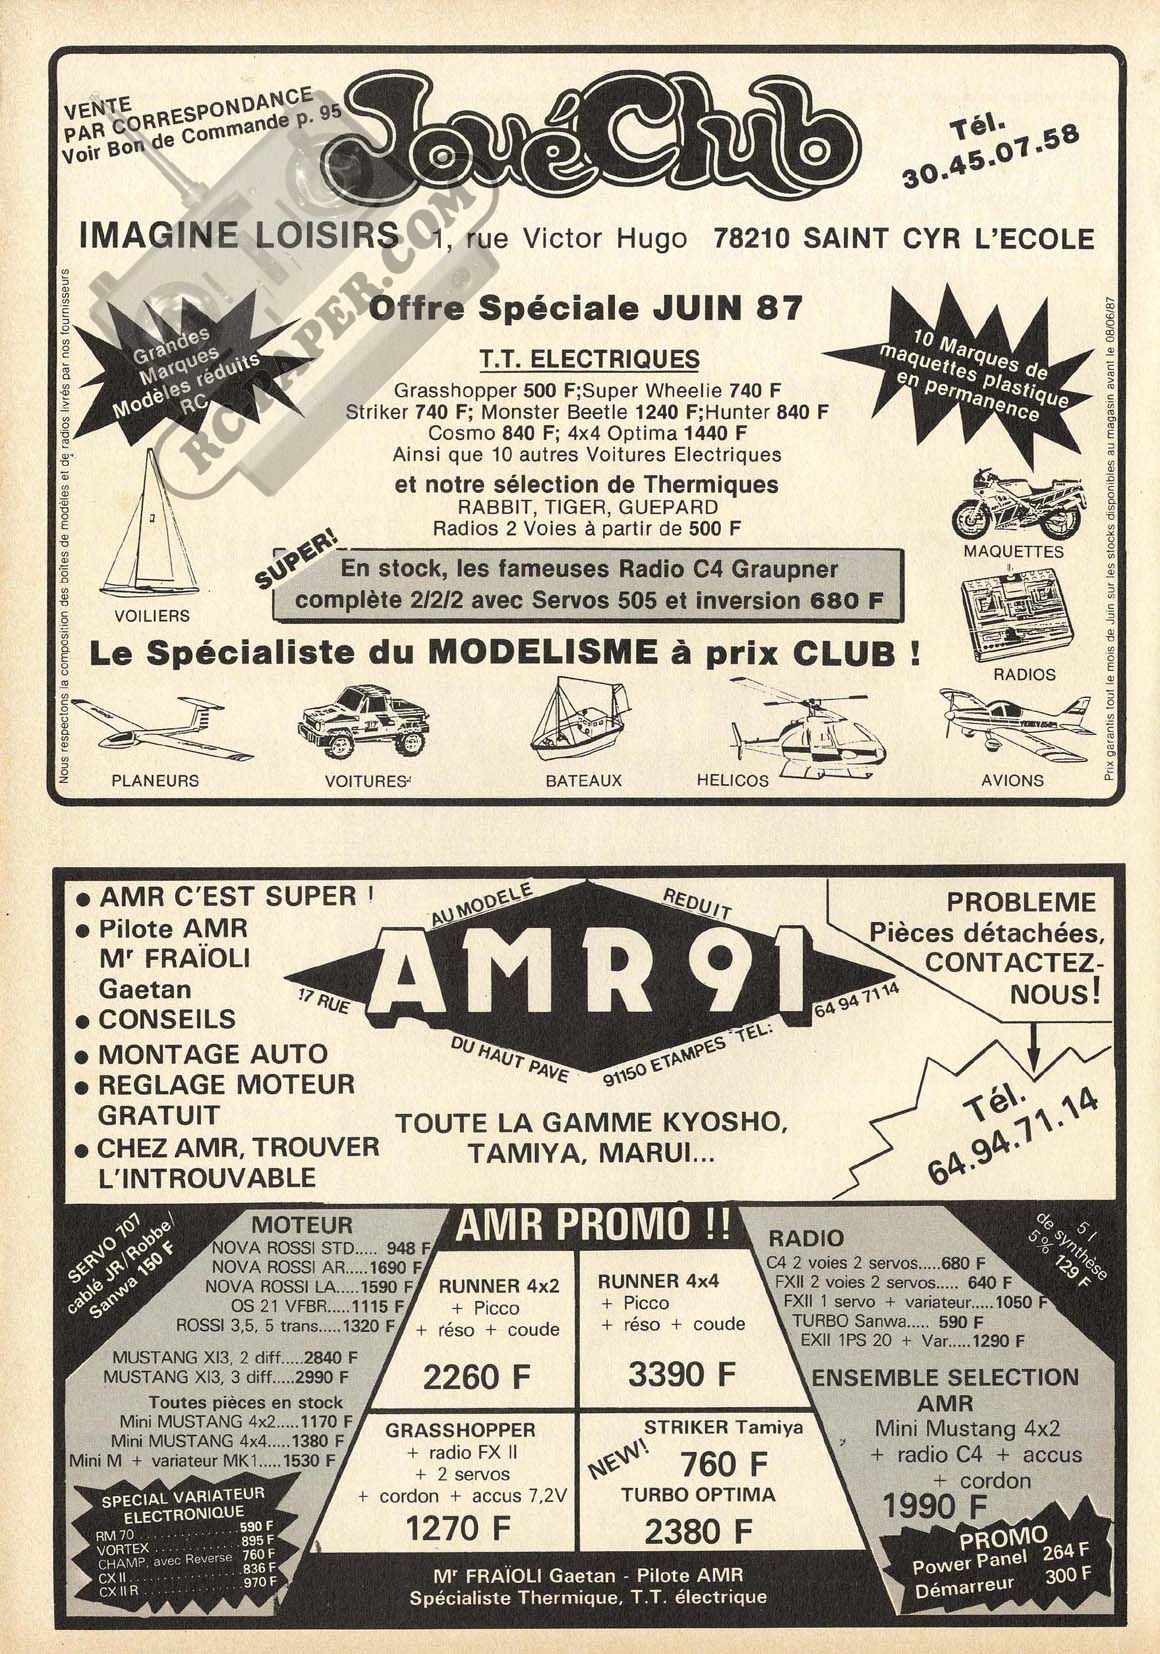 VENTE
PAR CORRESPONDANCE
Voir Bon de Commande p. 95
JouéClub
Tél.
30.45.07.58
IMAGINE LOISIRS 1, rue Victor Hugo 78210 SAINT CYR L'ECOLE
RCPAPER.COM
Offre Spéciale JUIN 87
Grandes
Marques
Modèles réduits
RC
10 Marques de
maquettes plastique
en permanence
T.T. ELECTRIQUES
Grasshopper 500 F;Super Wheelie 740 F
Striker 740 F; Monster Beetle 1240 F;Hunter 840 F
Cosmo 840 F; 4x4 Optima 1440 F
Ainsi que 10 autres Voitures Electriques
et notre sélection de Thermiques
RABBIT, TIGER, GUEPARD
Radios 2 Voies à partir de 500 F
SUPER!
En stock, les fameuses Radio C4 Graupner
complète 2/2/2 avec Servos 505 et inversion 680 F
VOILIERS
MAQUETTES
RADIOS
Le Spécialiste du MODELISME à prix CLUB !
PLANEURS
VOITURES
BATEAUX
HELICOS
AVIONS
Nous respectons la composition des boîtes de modèles et de radios livrés par nos fournisseurs
Prix garantis tout le mois de Juin sur les stocks disponibles au magasin avant le 08/06/87
• AMR C'EST SUPER !
• Pilote AMR
Mr FRAÏOLI
Gaetan
• CONSEILS
• MONTAGE AUTO
• REGLAGE MOTEUR
GRATUIT
• CHEZ AMR, TROUVER
L'INTROUVABLE
AU MODELE REDUIT
AMR 91
17 RUE DU HAUT PAVE 91150 ETAMPES TEL: 64 94 71 14
PROBLEME
Pièces détachées,
CONTACTEZ-
NOUS!
Tél.
64.94.71.14
TOUTE LA GAMME KYOSHO,
TAMIYA, MARUI...
AMR PROMO !!
SERVO 707
cablé JR/Robbe/
Sanwa 150 F
MOTEUR
NOVA ROSSI STD..... 948 F
NOVA ROSSI AR.....1690 F
NOVA ROSSI LA.....1590 F
OS 21 VFBR.....1115 F
ROSSI 3,5, 5 trans.....1320 F
MUSTANG XI3, 2 diff.....2840 F
MUSTANG XI3, 3 diff.....2990 F
Toutes pièces en stock
Mini MUSTANG 4x2.....1170 F
Mini MUSTANG 4x4.....1380 F
Mini M + variateur MK1.....1530 F
SPECIAL VARIATEUR
ELECTRONIQUE
RM 70 .............. 590 F
VORTEX .............. 895 F
CHAMP, avec Reverse 760 F
CX II .............. 836 F
CX II R .............. 970 F
RUNNER 4x2
+ Picco
+ réso + coude
2260 F
RUNNER 4x4
+ Picco
+ réso + coude
3390 F
GRASSHOPPER
+ radio FX II
+ 2 servos
+ cordon + accus 7,2V
1270 F
NEW!
STRIKER Tamiya
760 F
TURBO OPTIMA
2380 F
RADIO
C4 2 voies 2 servos.....680 F
FXII 2 voies 2 servos..... 640 F
FXII 1 servo + variateur.....1050 F
TURBO Sanwa..... 590 F
EXII 1PS 20 + Var.....1290 F
5 l
de synthèse
5% 129 F
ENSEMBLE SELECTION
AMR
Mini Mustang 4x2
+ radio C4 + accus
+ cordon
1990 F
PROMO
Power Panel 264 F
Démarreur 300 F
Mr FRAÏOLI Gaetan - Pilote AMR
Spécialiste Thermique, T.T. électrique